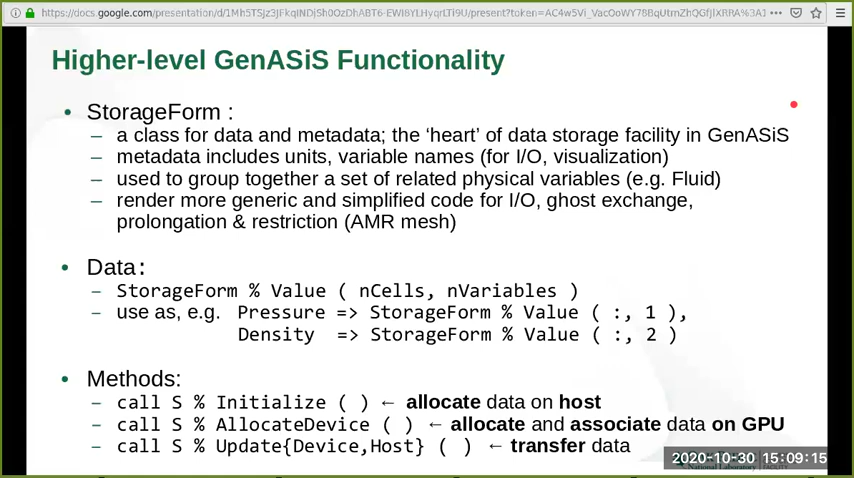 Higher-level GenASiS Functionality
• StorageForm :
– a class for data and metadata; the ‘heart’ of data storage facility in GenASiS
– metadata includes units, variable names (for I/O, visualization)
– used to group together a set of related physical variables (e.g. Fluid)
– render more generic and simplified code for I/O, ghost exchange,
prolongation & restriction (AMR mesh)
• Data:
– StorageForm % Value ( nCells, nVariables )
– use as, e.g. Pressure => StorageForm % Value ( :, 1 ),
Density => StorageForm % Value ( :, 2 )
• Methods:
– call S % Initialize ( ) ← allocate data on host
– call S % AllocateDevice ( ) ← allocate and associate data on GPU
– call S % Update{Device,Host} ( ) ← transfer data
2020-10-30 15:09:15
National Laboratory | FACILITY